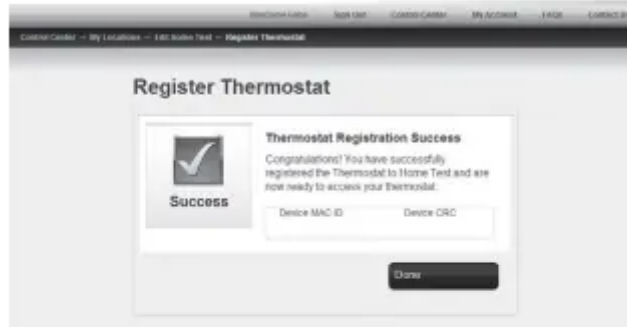 Sign Out Control Center My Account FAQs Contact
Control Center – My Locations – Edit Home Test – Register Thermostat
Register Thermostat
Thermostat Registration Success
Congratulations! You have successfully
registered the Thermostat to Home Test and are
now ready to access your thermostat.
Success
Device MAC ID Device CRC
Done